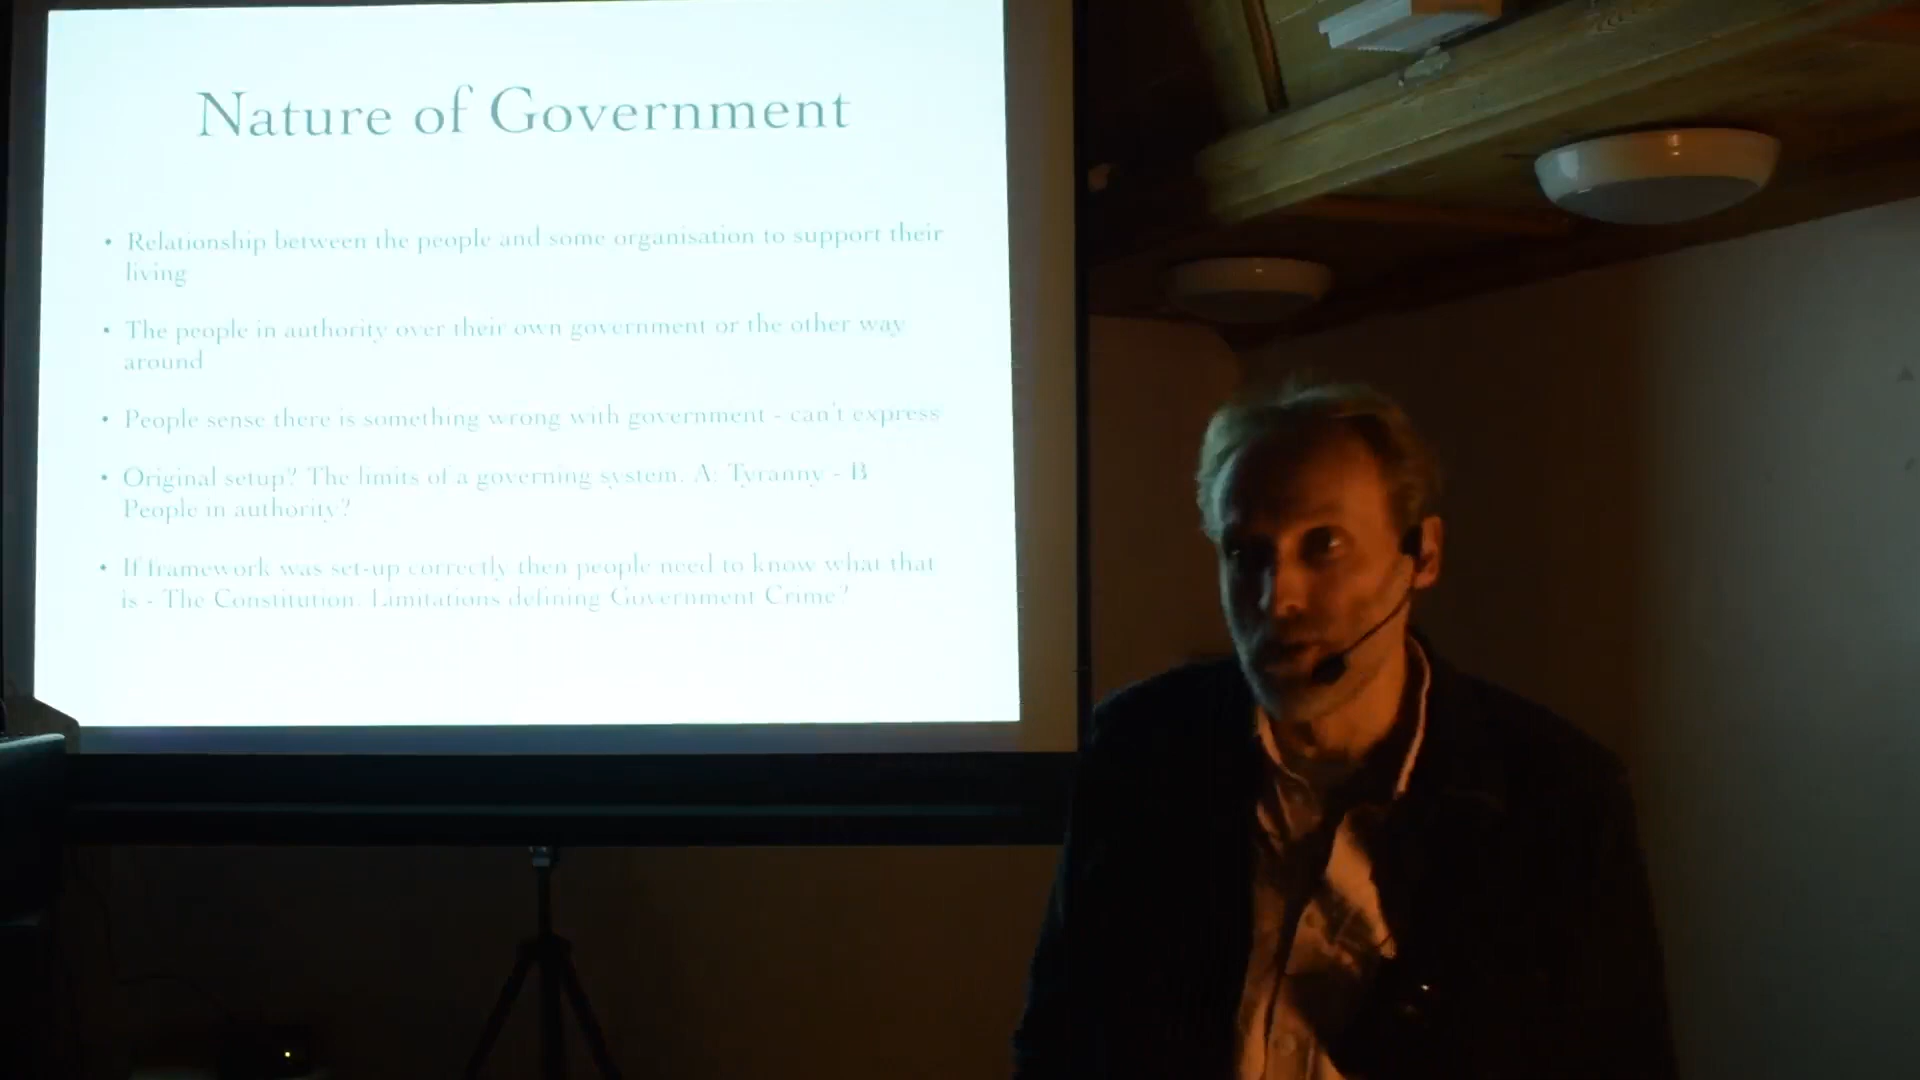 Nature of Government
• Relationship between the people and some organisation to support their
living
• The people in authority over their own government or the other way
around
• People sense there is something wrong with government - can't express
• Original setup? The limits of a governing system. A: Tyranny - B
People in authority?
• If framework was set-up correctly then people need to know what that
is - The Constitution. Limitations defining Government Crime?